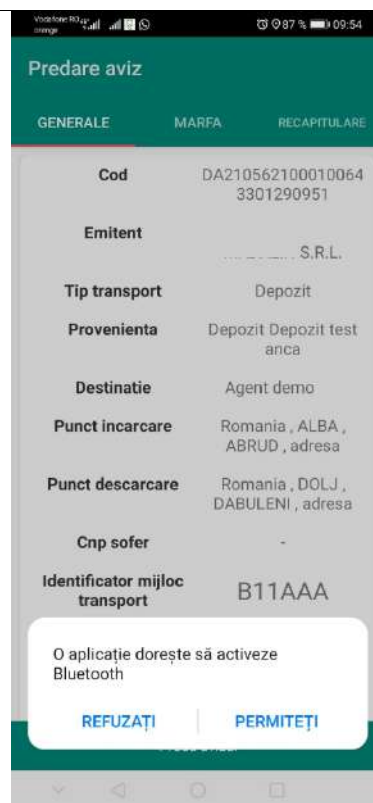 Vodafone RO
orange
87 % 09:54
Predare aviz
GENERALE MARFA RECAPITULARE
Cod DA210562100010064
3301290951
Emitent
S.R.L.
Tip transport Depozit
Provenienta Depozit Depozit test
anca
Destinatie Agent demo
Punct incarcare Romania , ALBA ,
ABRUD , adresa
Punct descarcare Romania , DOLJ ,
DABULENI , adresa
Cnp sofer -
Identificator mijloc
transport B11AAA
O aplicație dorește să activeze
Bluetooth
REFUZAȚI PERMITEȚI